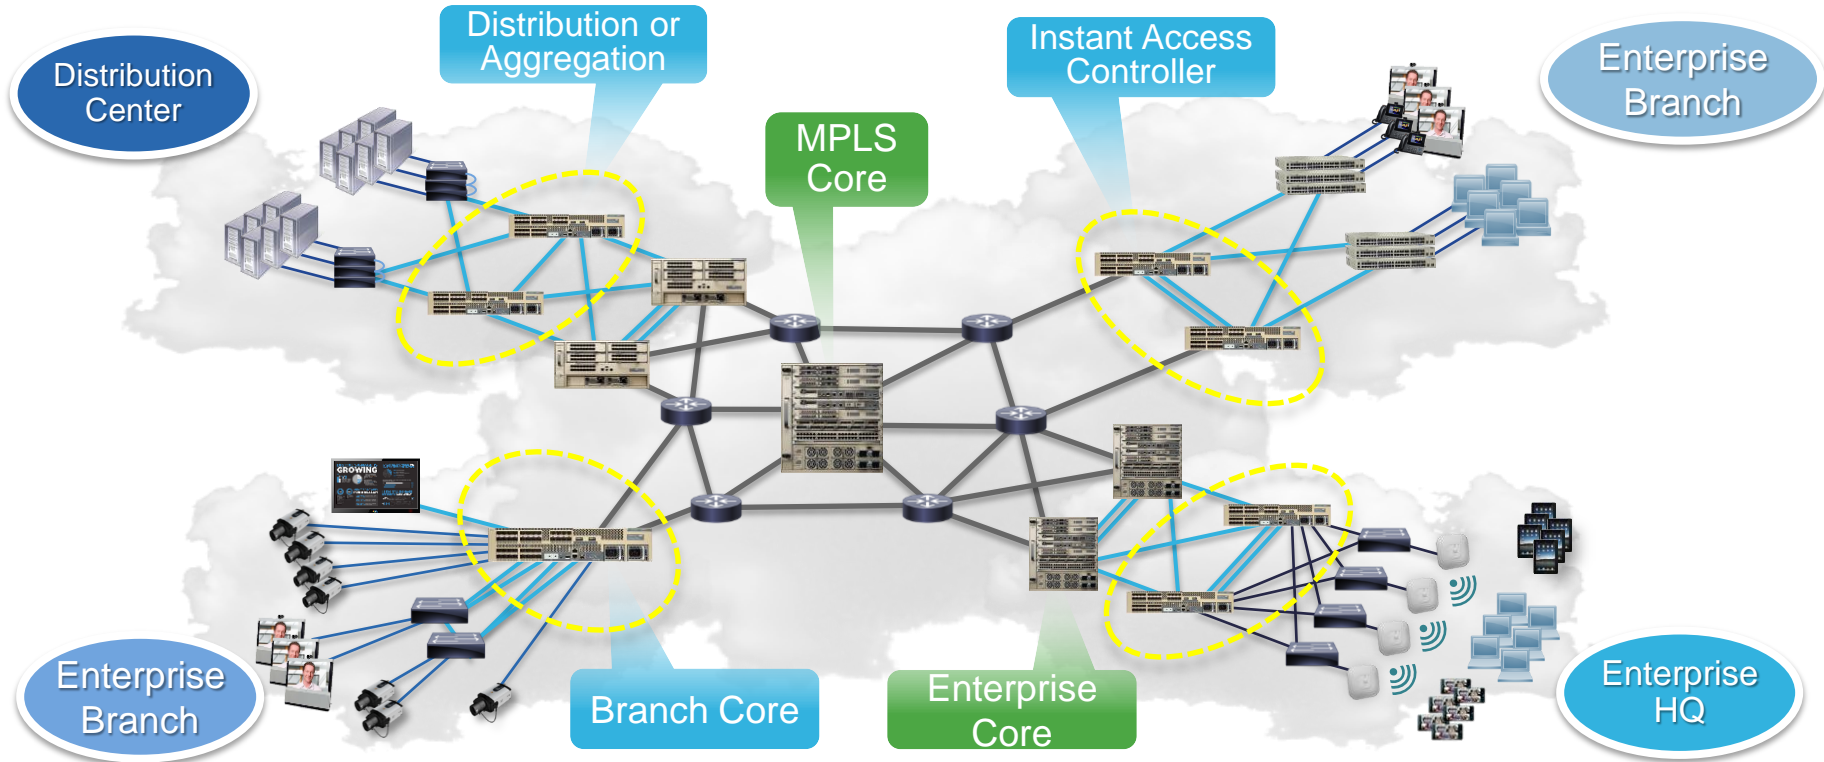 Distribution
Center
Distribution or
Aggregation
MPLS
Core
Instant Access
Controller
Enterprise
Branch
GROWING
Enterprise
Branch
Branch Core
Enterprise
Core
Enterprise
HQ